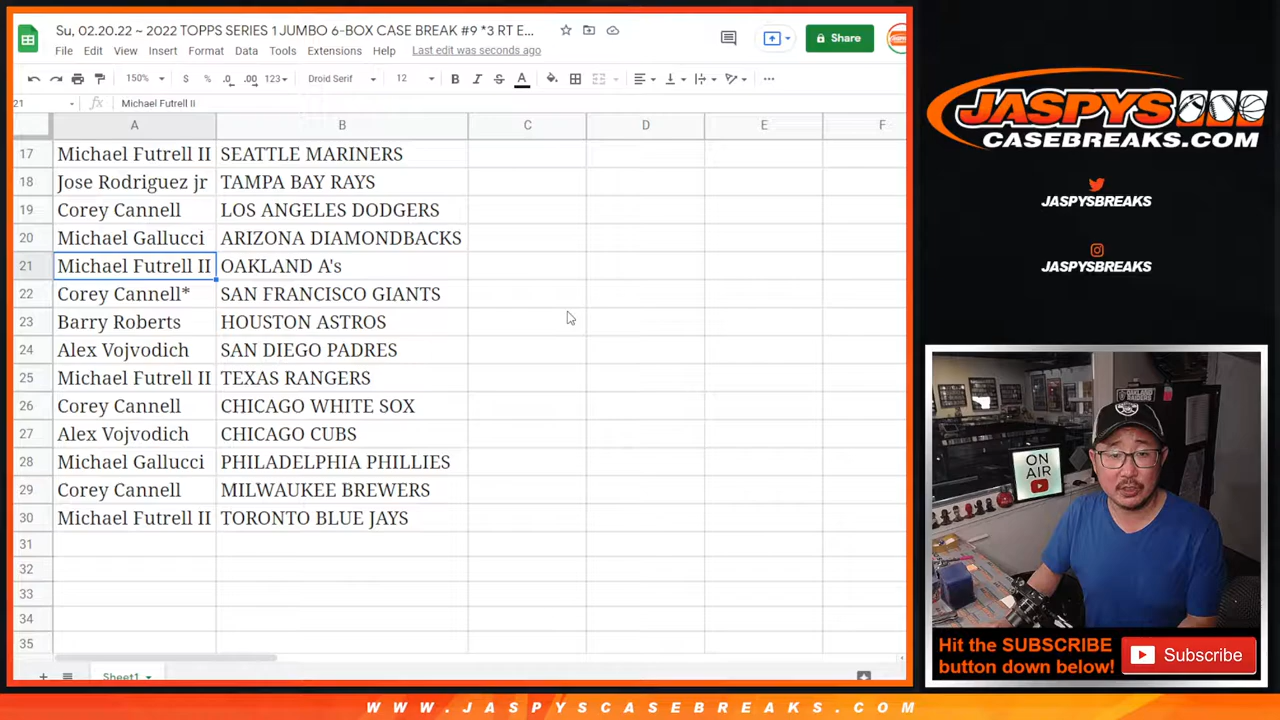 Su, 02.20.22 ~ 2022 TOPPS SERIES 1 JUMBO 6-BOX CASE BREAK #9 *3 RT E...
File Edit View Insert Format Data Tools Extensions Help Last edit was seconds ago
Share
150% $ % .0 .00 123 Droid Serif 12 B I S A
21 fx Michael Futrell Ii
A B C D E F
17 Michael Futrell II SEATTLE MARINERS
18 Jose Rodriguez jr TAMPA BAY RAYS
19 Corey Cannell LOS ANGELES DODGERS
20 Michael Gallucci ARIZONA DIAMONDBACKS
21 Michael Futrell II OAKLAND A's
22 Corey Cannell* SAN FRANCISCO GIANTS
23 Barry Roberts HOUSTON ASTROS
24 Alex Vojvodich SAN DIEGO PADRES
25 Michael Futrell II TEXAS RANGERS
26 Corey Cannell CHICAGO WHITE SOX
27 Alex Vojvodich CHICAGO CUBS
28 Michael Gallucci PHILADELPHIA PHILLIES
29 Corey Cannell MILWAUKEE BREWERS
30 Michael Futrell II TORONTO BLUE JAYS
31
32
33
34
35
Sheet1
JASPYS
CASEBREAKS.COM
JASPYSBREAKS
JASPYSBREAKS
OAKLAND
RAIDERS
ON
AIR
Hit the SUBSCRIBE
button down below!
Subscribe
WWW.JASPYSCASEBREAKS.COM